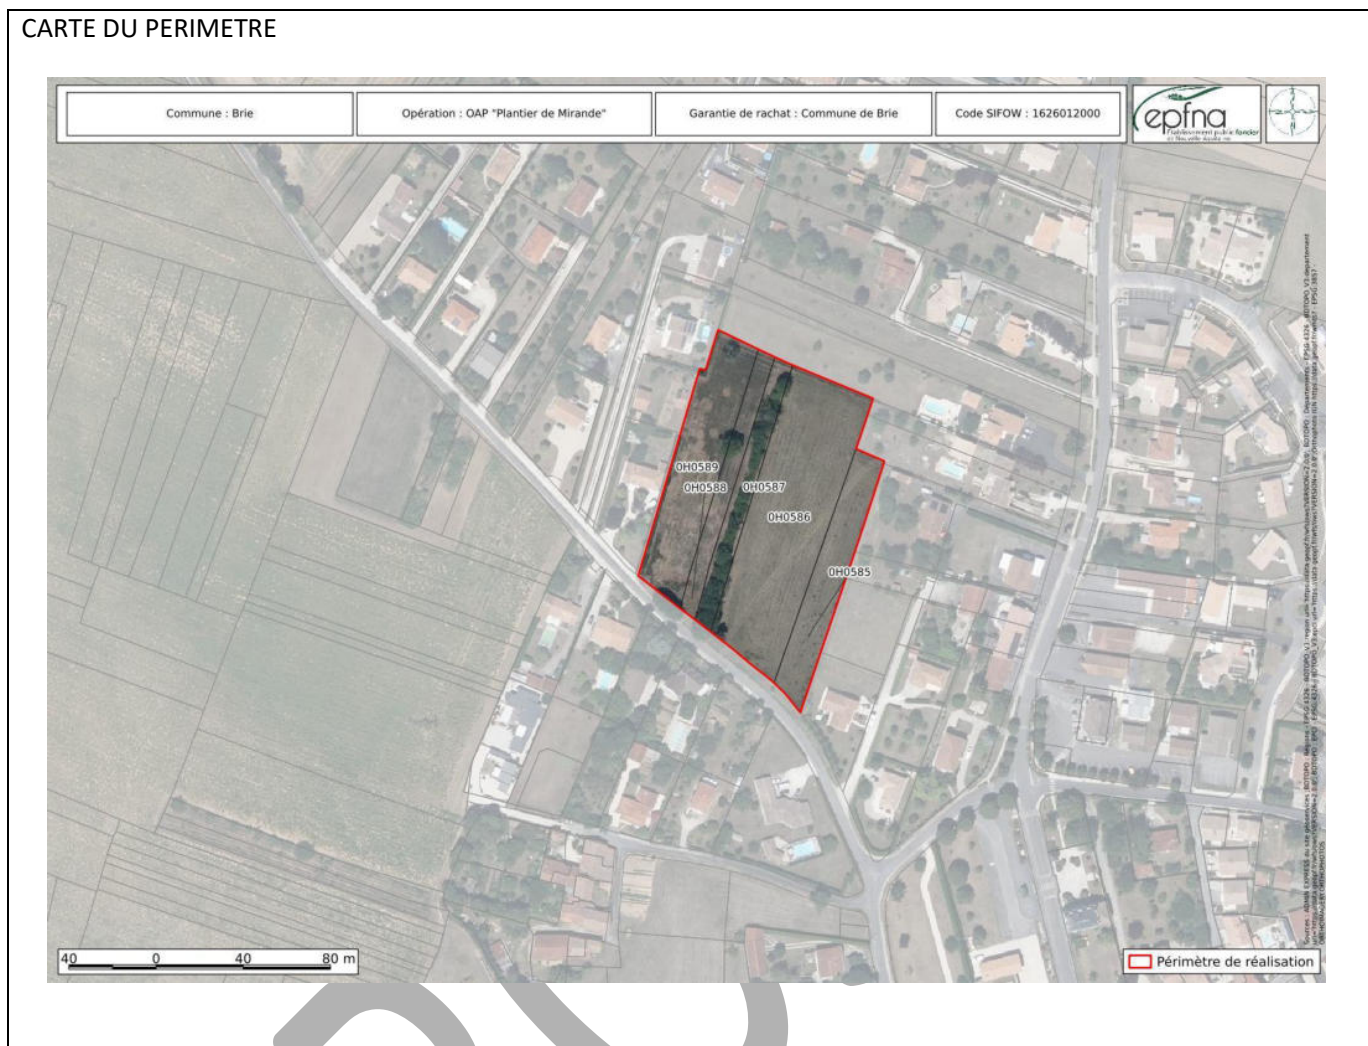 CARTE DU PERIMETRE
Commune : Brie
Opération : OAP "Plantier de Mirande"
Garantie de rachat : Commune de Brie
Code SIFOW : 1626012000
epfna
0H0589
0H0588
0H0587
0H0586
0H0585
40 0 40 80 m
Périmètre de réalisation